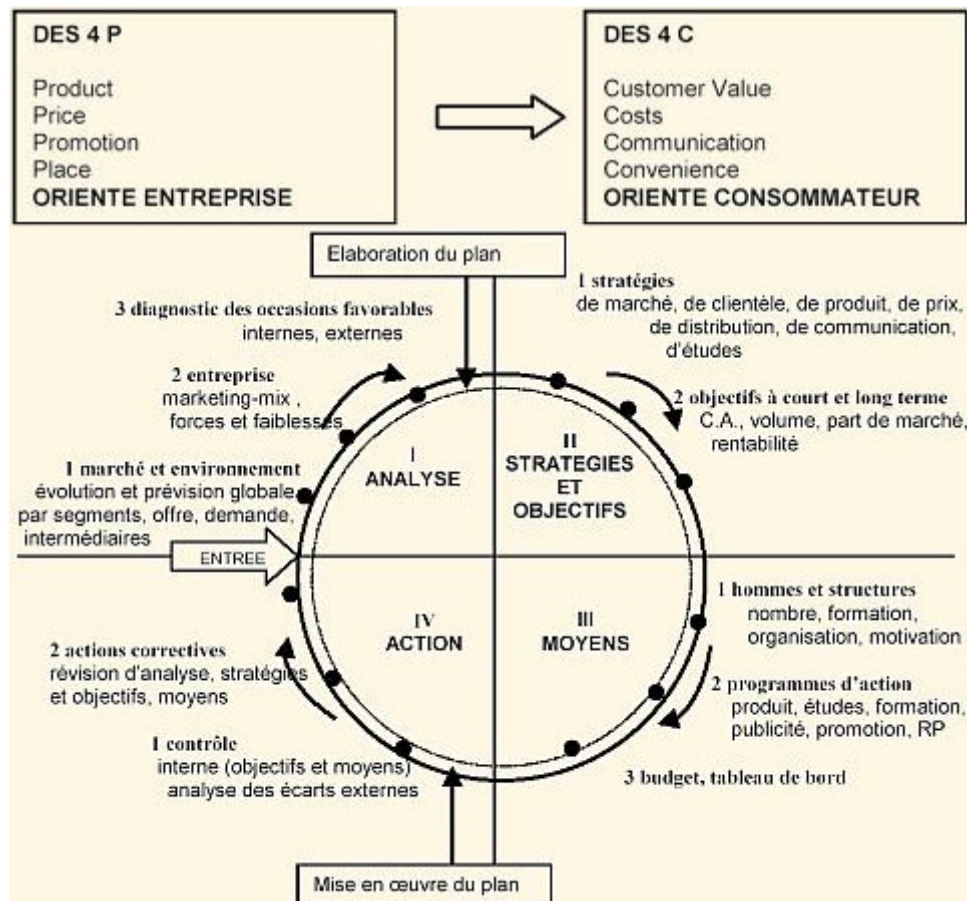 DES 4 P
Product
Price
Promotion
Place
ORIENTE ENTREPRISE
DES 4 C
Customer Value
Costs
Communication
Convenience
ORIENTE CONSOMMATEUR
Elaboration du plan
3 diagnostic des occasions favorables
internes, externes
2 entreprise
marketing-mix ,
forces et faiblesses
1 marché et environnement
évolution et prévision globale
par segments, offre, demande,
intermédiaires
ENTREE
I
ANALYSE
1 stratégies
de marché, de clientèle, de produit, de prix,
de distribution, de communication,
d'études
2 objectifs à court et long terme
C.A., volume, part de marché,
rentabilité
II
STRATEGIES
ET
OBJECTIFS
1 hommes et structures
nombre, formation,
organisation, motivation
2 programmes d'action
produit, études, formation,
publicité, promotion, RP
3 budget, tableau de bord
III
MOYENS
IV
ACTION
2 actions correctives
révision d'analyse, stratégies
et objectifs, moyens
1 contrôle
interne (objectifs et moyens)
analyse des écarts externes
Mise en œuvre du plan